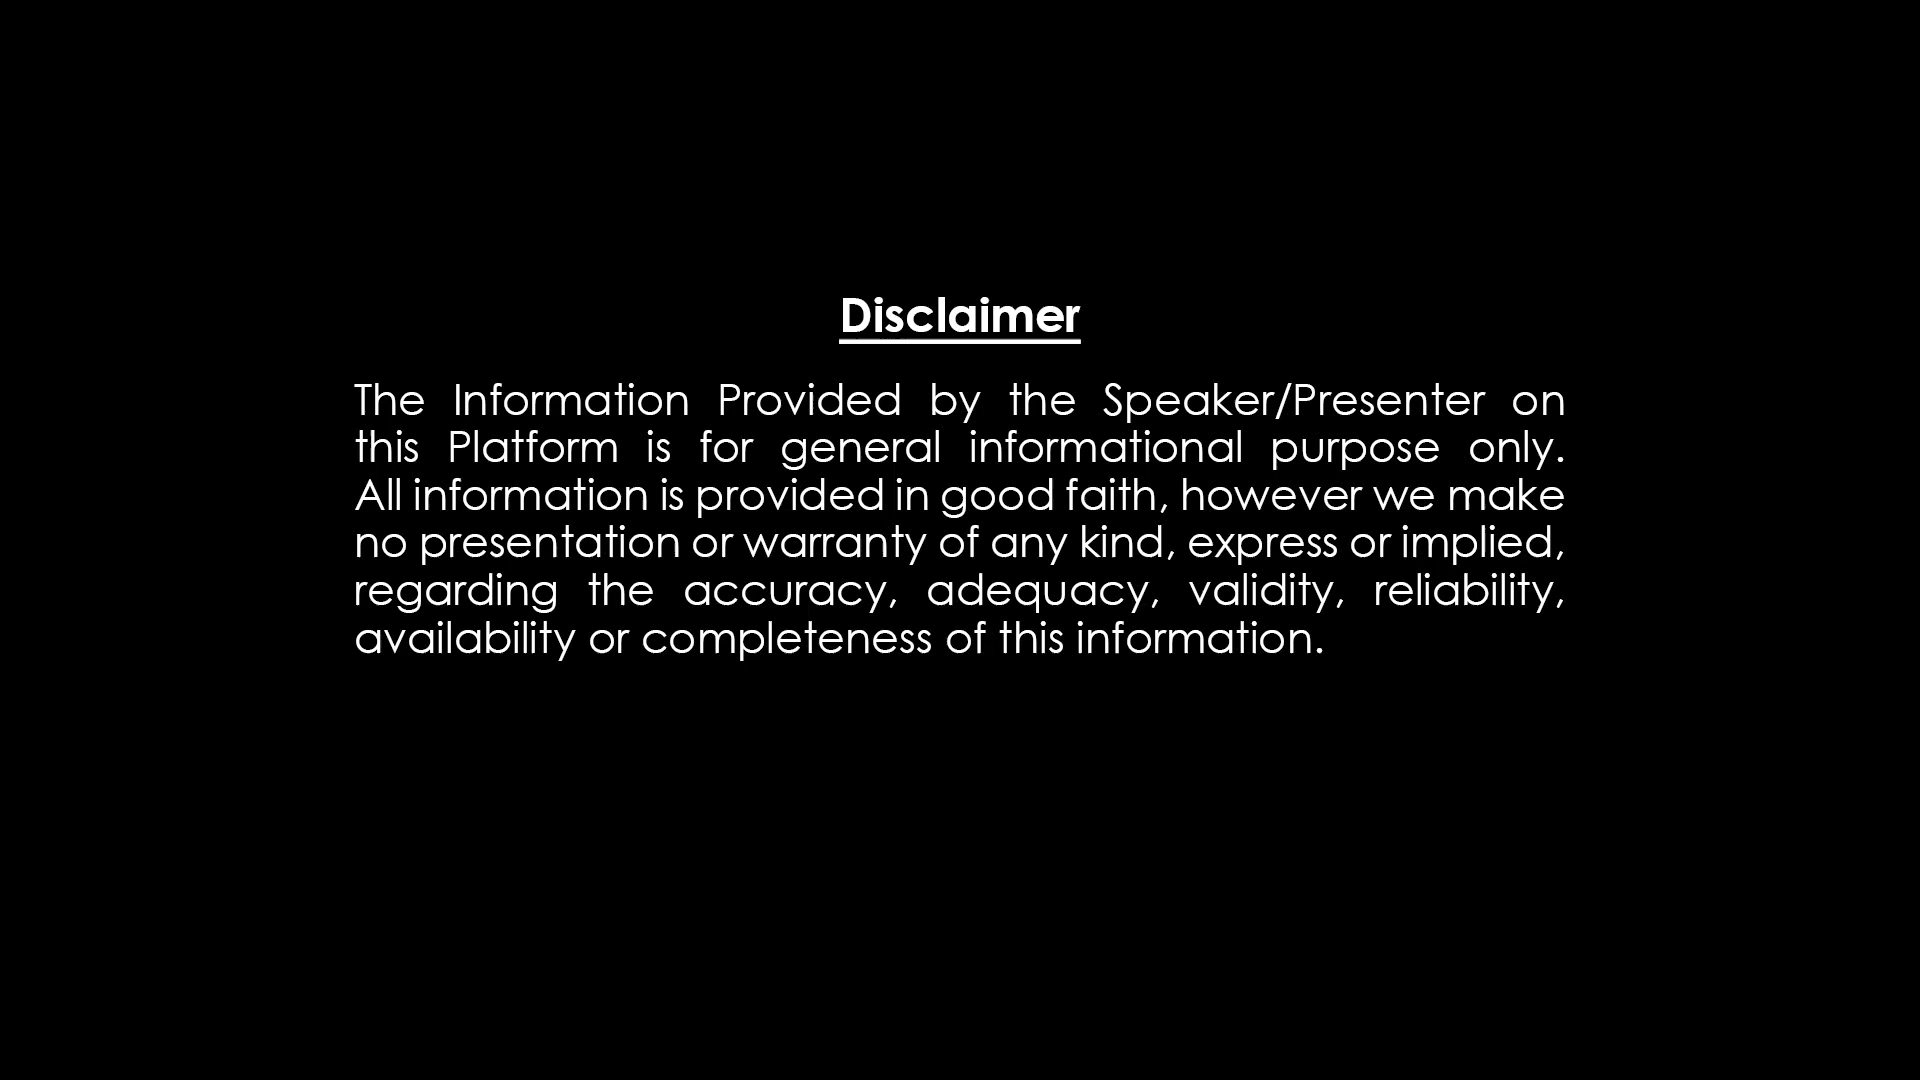 Disclaimer
The Information Provided by the Speaker/Presenter on
this Platform is for general informational purpose only.
All information is provided in good faith, however we make
no presentation or warranty of any kind, express or implied,
regarding the accuracy, adequacy, validity, reliability,
availability or completeness of this information.